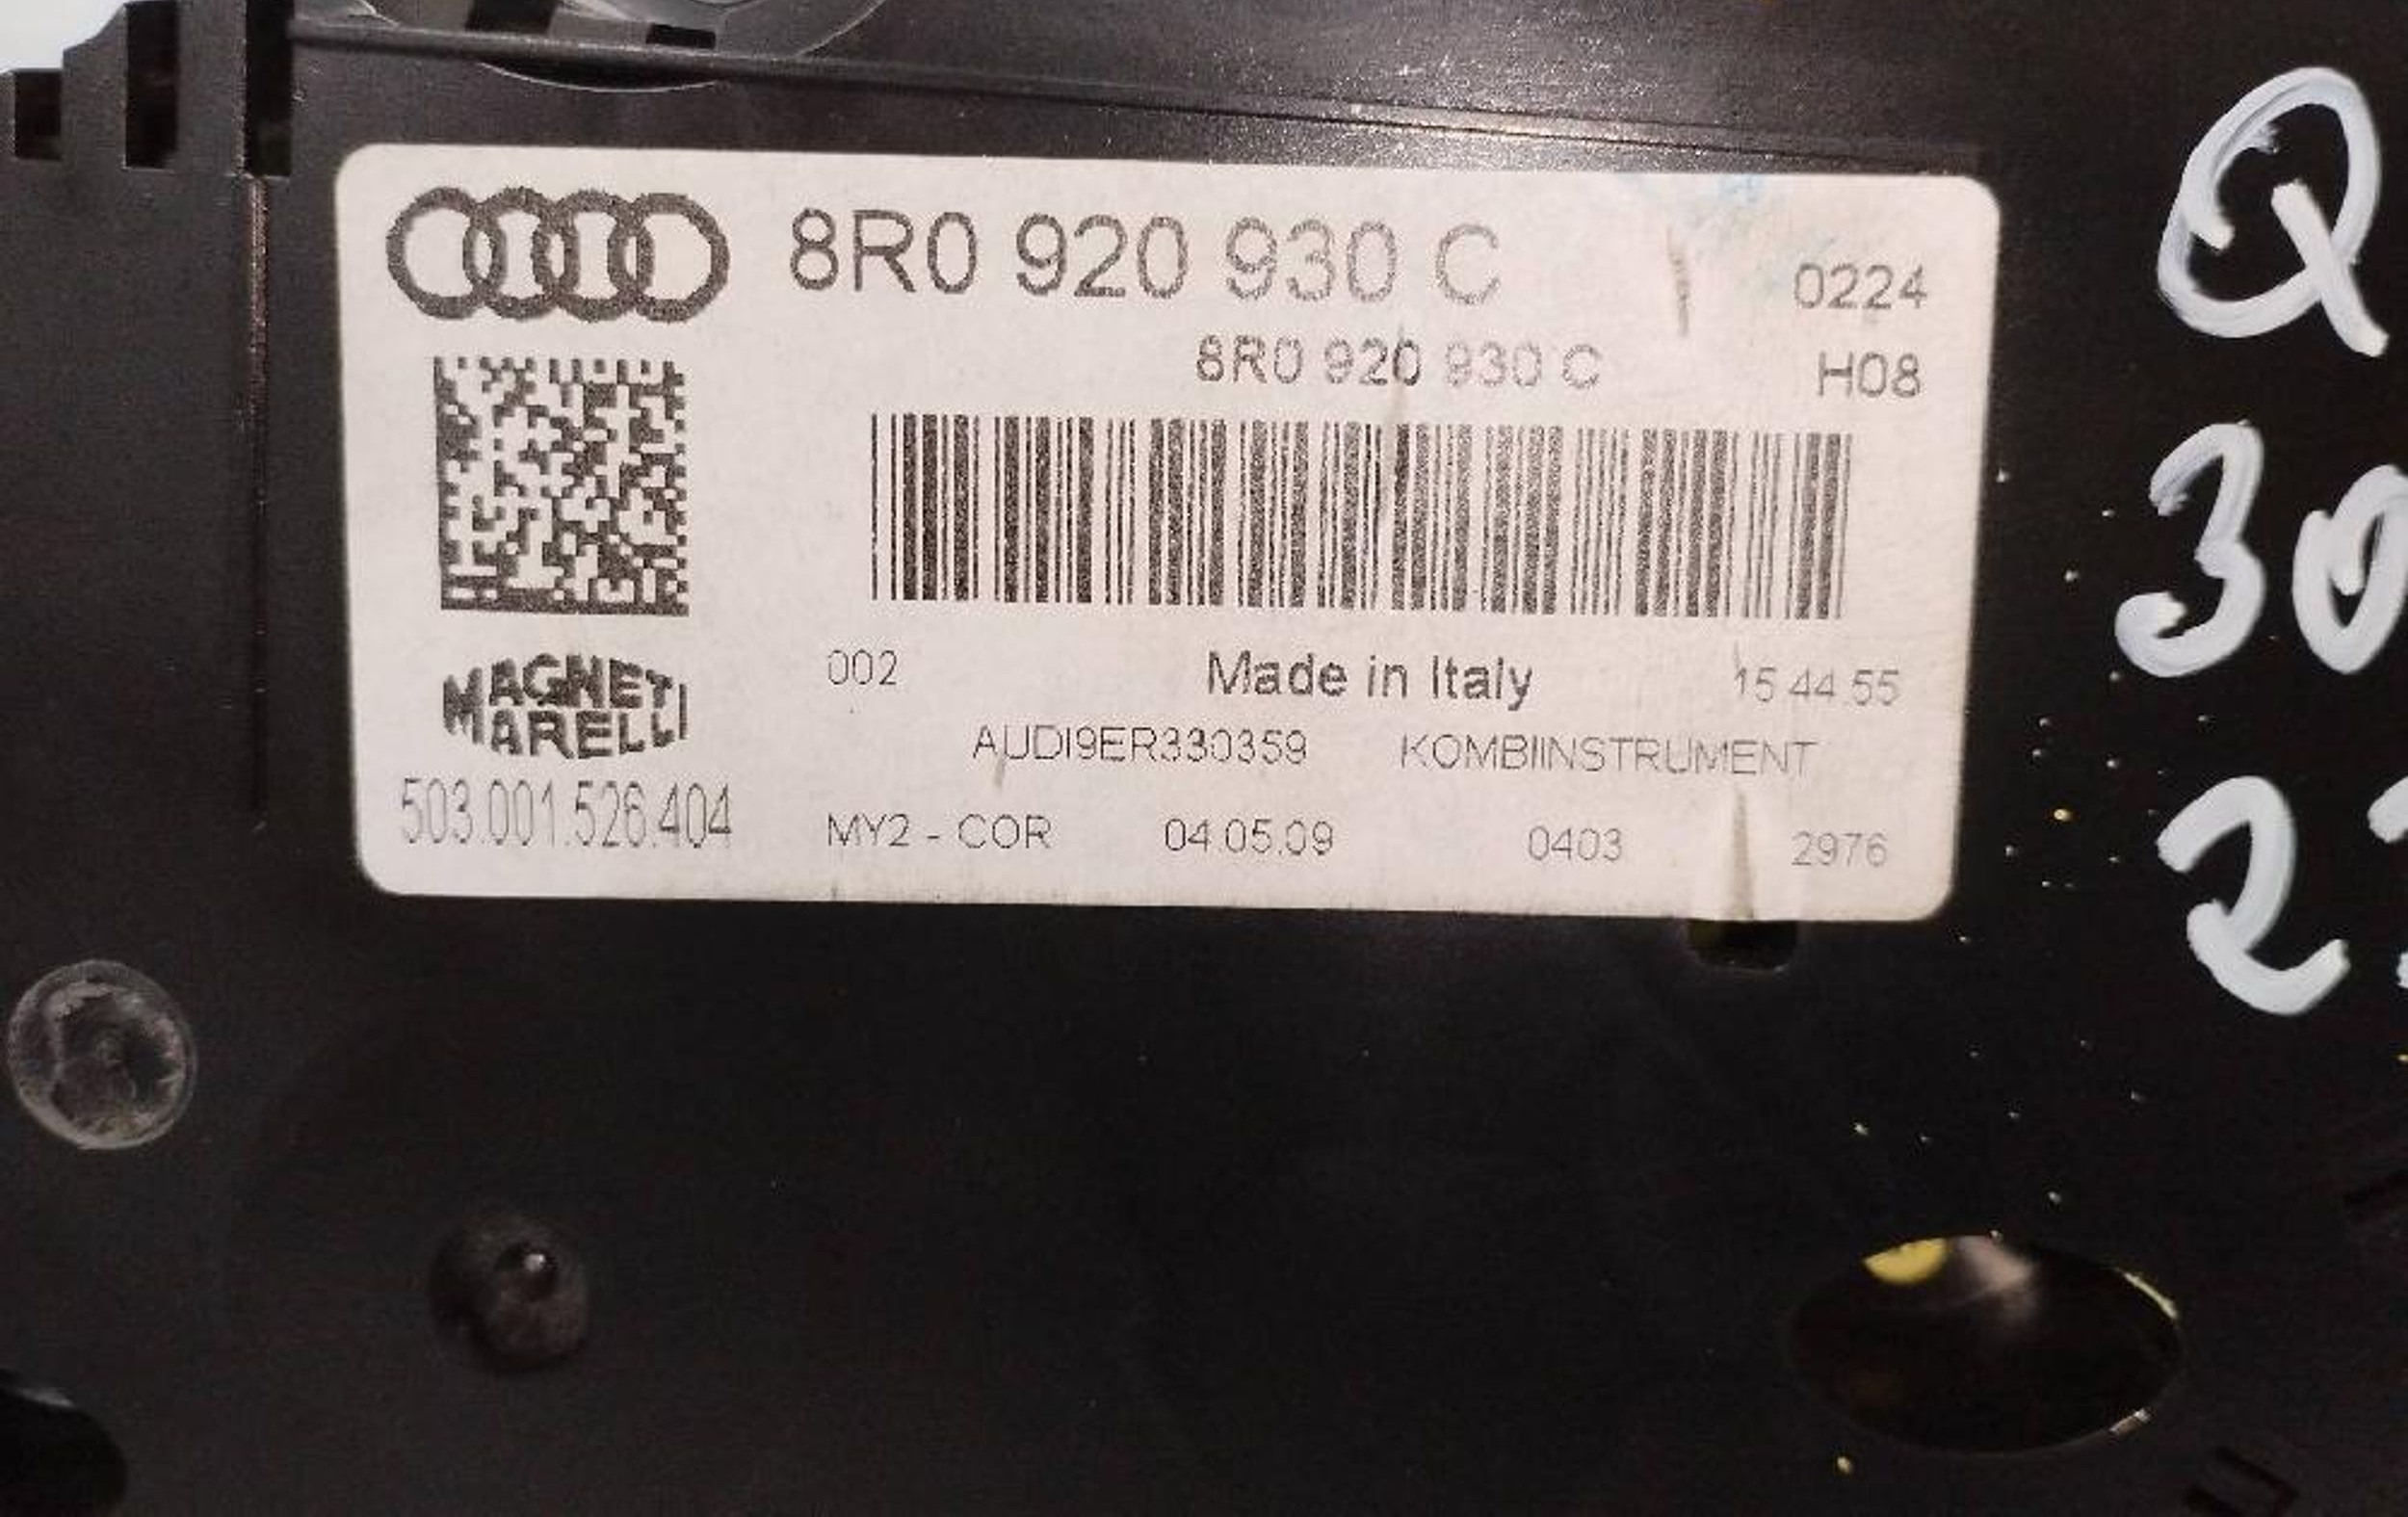 8R0 920 930 C
0224
8R0 920 930 C
H08
002
Made in Italy
15.44.55
MAGNETI
MARELLI
AUDI9ER330359
KOMBIINSTRUMENT
503.001.526.404
MY2 - COR
04.05.09
0403
2976
Q
30
2